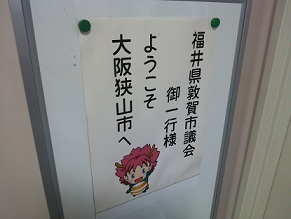 福井県敦賀市議会
御一行様
ようこそ
大阪狭山市へ